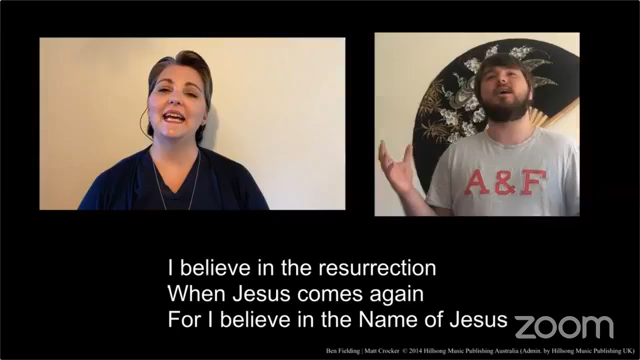 A & F
I believe in the resurrection
When Jesus comes again
For I believe in the Name of Jesus
zoom
Ben Fielding | Matt Crocker © 2014 Hillsong Music Publishing Australia (Admin. by Hillsong Music Publishing UK)